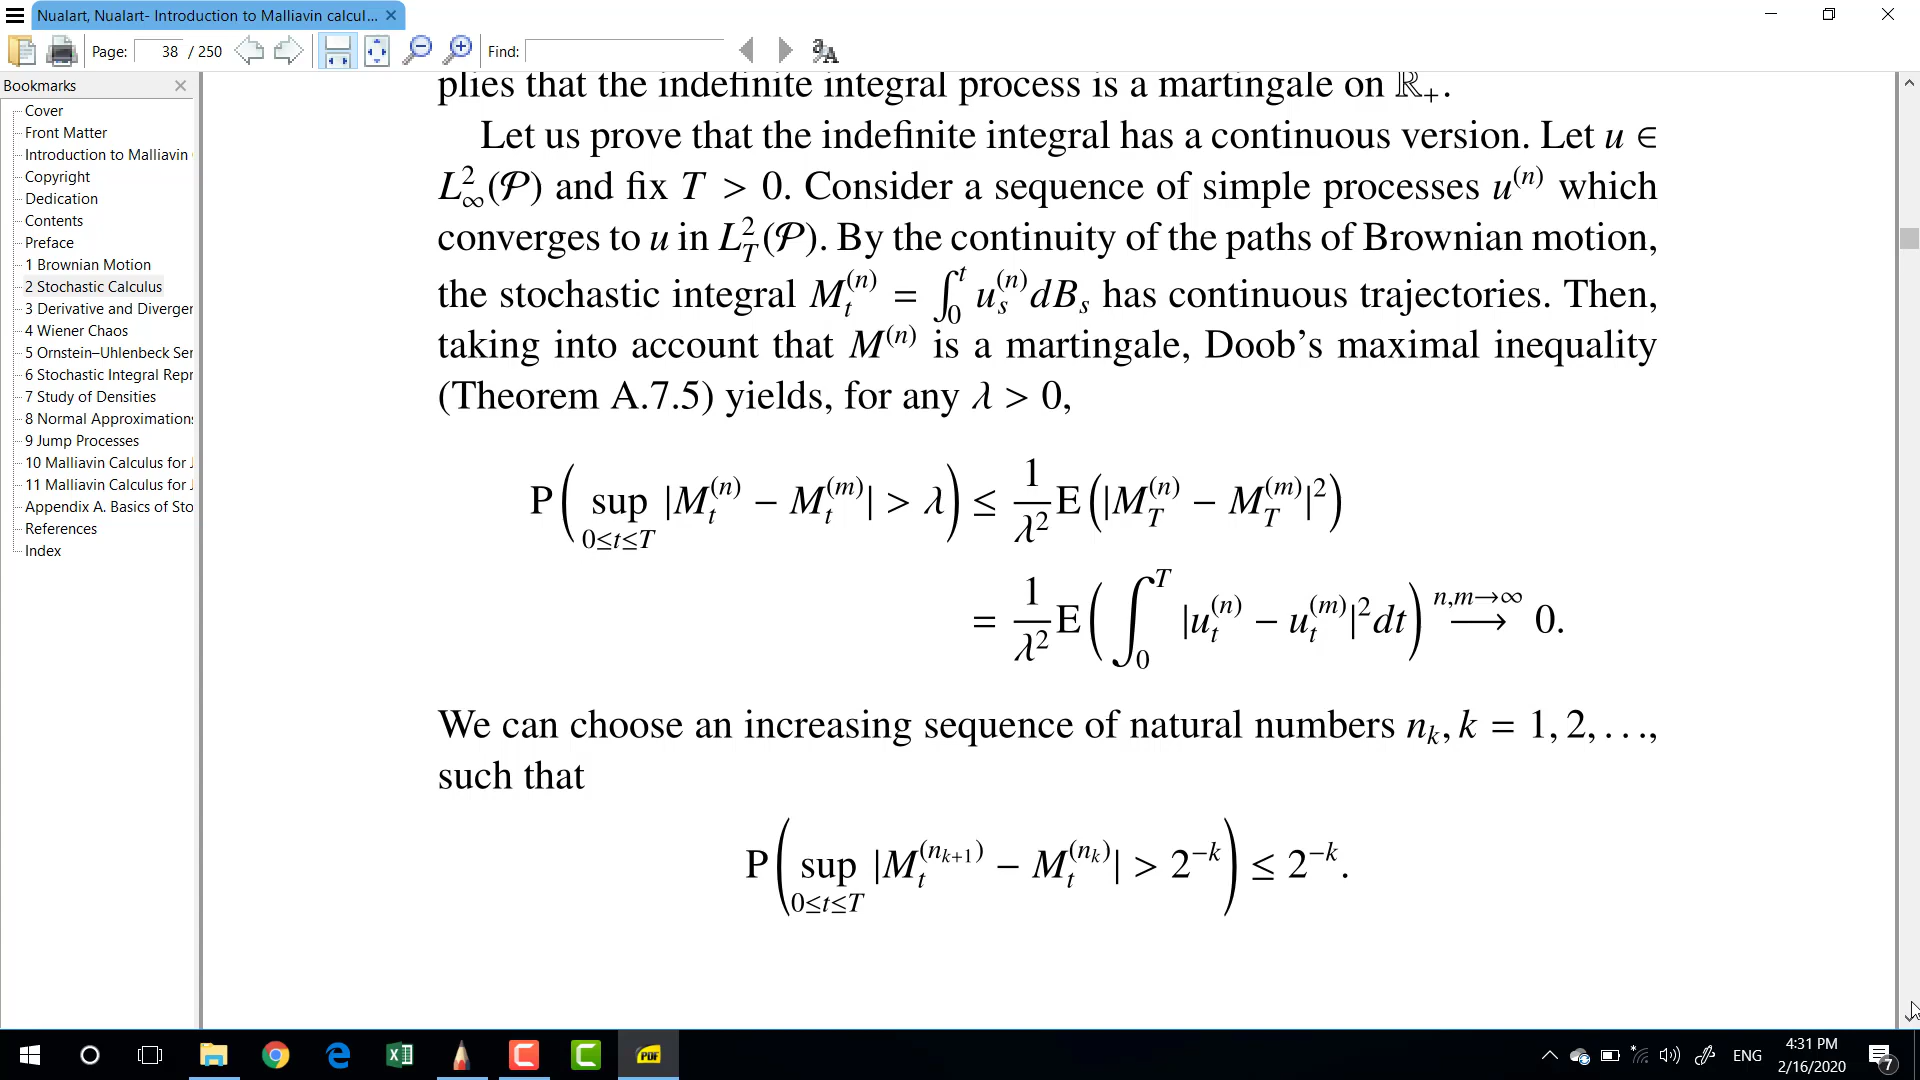 Nualart, Nualart- Introduction to Malliavin calcul...
Page: 38 / 250 Find:
Bookmarks
Cover
Front Matter
Introduction to Malliavin
Copyright
Dedication
Contents
Preface
1 Brownian Motion
2 Stochastic Calculus
3 Derivative and Diverger
4 Wiener Chaos
5 Ornstein–Uhlenbeck Ser
6 Stochastic Integral Repr
7 Study of Densities
8 Normal Approximations
9 Jump Processes
10 Malliavin Calculus for J
11 Malliavin Calculus for J
Appendix A. Basics of Sto
References
Index
plies that the indefinite integral process is a martingale on ℝ₊.
Let us prove that the indefinite integral has a continuous version. Let u ∈
L²_∞(𝒫) and fix T > 0. Consider a sequence of simple processes u^(n) which
converges to u in L²_T(𝒫). By the continuity of the paths of Brownian motion,
the stochastic integral M_t^(n) = ∫_0^t u_s^(n) dB_s has continuous trajectories. Then,
taking into account that M^(n) is a martingale, Doob's maximal inequality
(Theorem A.7.5) yields, for any λ > 0,
P( sup_{0≤t≤T} |M_t^(n) − M_t^(m)| > λ ) ≤ 1/λ² E(|M_T^(n) − M_T^(m)|²)
= 1/λ² E( ∫_0^T |u_t^(n) − u_t^(m)|² dt ) ⟶^{n,m→∞} 0.
We can choose an increasing sequence of natural numbers n_k, k = 1, 2, . . .,
such that
P( sup_{0≤t≤T} |M_t^(n_{k+1}) − M_t^(n_k)| > 2^{−k} ) ≤ 2^{−k}.
PDF
ENG
4:31 PM
2/16/2020
7